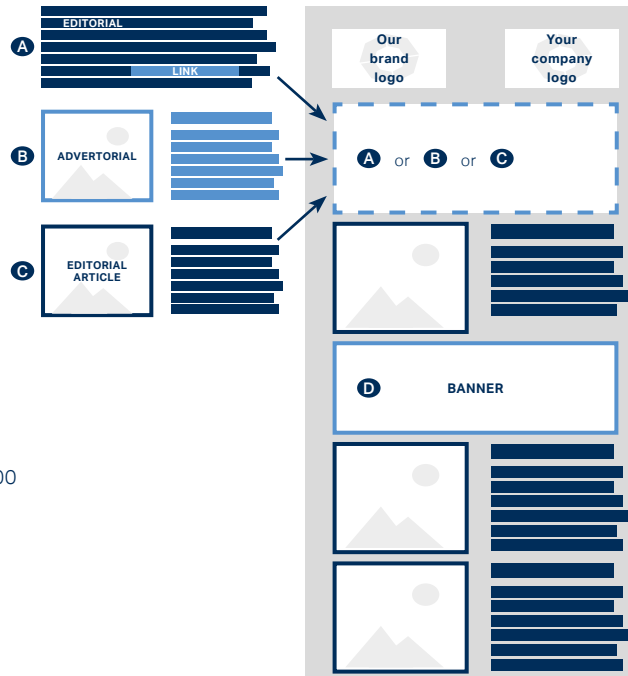 A
EDITORIAL
LINK
B
ADVERTORIAL
C
EDITORIAL
ARTICLE
00
Our
brand
logo
Your
company
logo
A or B or C
D BANNER